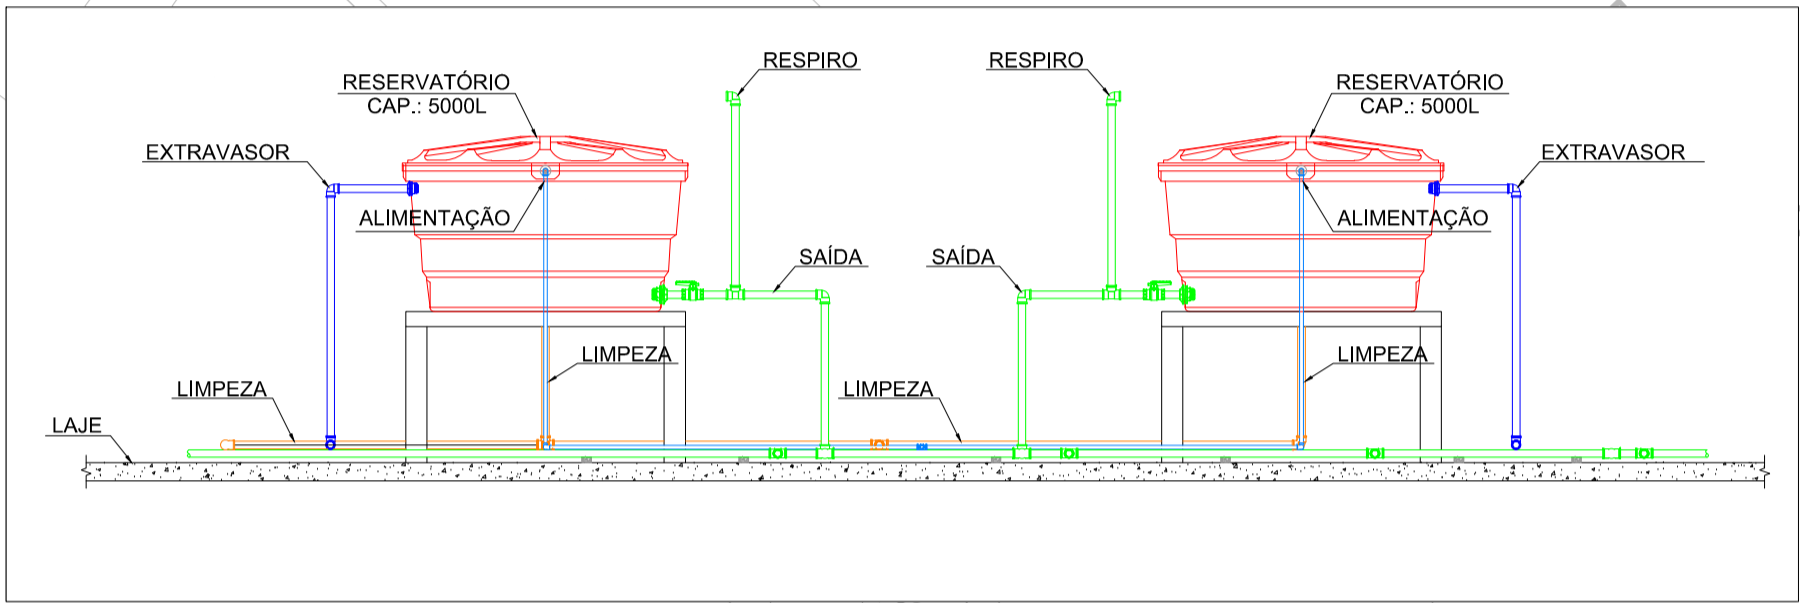 RESPIRO
RESPIRO
RESERVATÓRIO
CAP.: 5000L
RESERVATÓRIO
CAP.: 5000L
EXTRAVASOR
EXTRAVASOR
ALIMENTAÇÃO
ALIMENTAÇÃO
SAÍDA
SAÍDA
LIMPEZA
LIMPEZA
LIMPEZA
LIMPEZA
LAJE